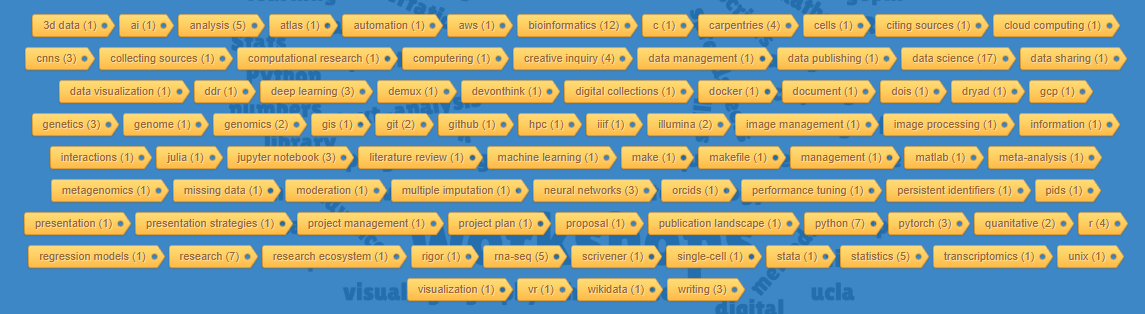 3d data (1) ai (1) analysis (5) atlas (1) automation (1) aws (1) bioinformatics (12) c (1) carpentries (4) cells (1) citing sources (1) cloud computing (1)
cnns (3) collecting sources (1) computational research (1) computering (1) creative inquiry (4) data management (1) data publishing (1) data science (17) data sharing (1)
data visualization (1) ddr (1) deep learning (3) demux (1) devonthink (1) digital collections (1) docker (1) document (1) dois (1) dryad (1) gcp (1)
genetics (3) genome (1) genomics (2) gis (1) git (2) github (1) hpc (1) iiif (1) illumina (2) image management (1) image processing (1) information (1)
interactions (1) julia (1) jupyter notebook (3) literature review (1) machine learning (1) make (1) makefile (1) management (1) matlab (1) meta-analysis (1)
metagenomics (1) missing data (1) moderation (1) multiple imputation (1) neural networks (3) orcids (1) performance tuning (1) persistent identifiers (1) pids (1)
presentation (1) presentation strategies (1) project management (1) project plan (1) proposal (1) publication landscape (1) python (7) pytorch (3) quanitative (2) r (4)
regression models (1) research (7) research ecosystem (1) rigor (1) rna-seq (5) scrivener (1) single-cell (1) stata (1) statistics (5) transcriptomics (1) unix (1)
visualization (1) vr (1) wikidata (1) writing (3)
Python
numbers
library
ucla
digital